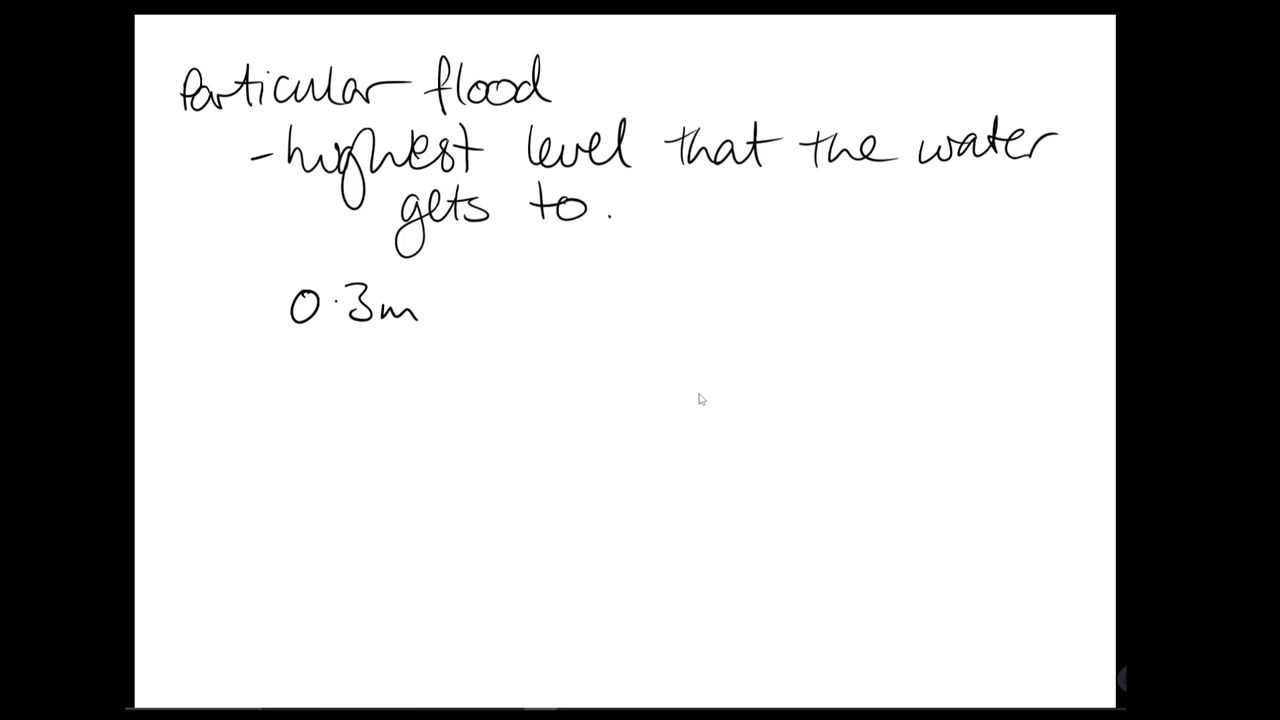 Particular flood
- highest level that the water
gets to.
0.3m